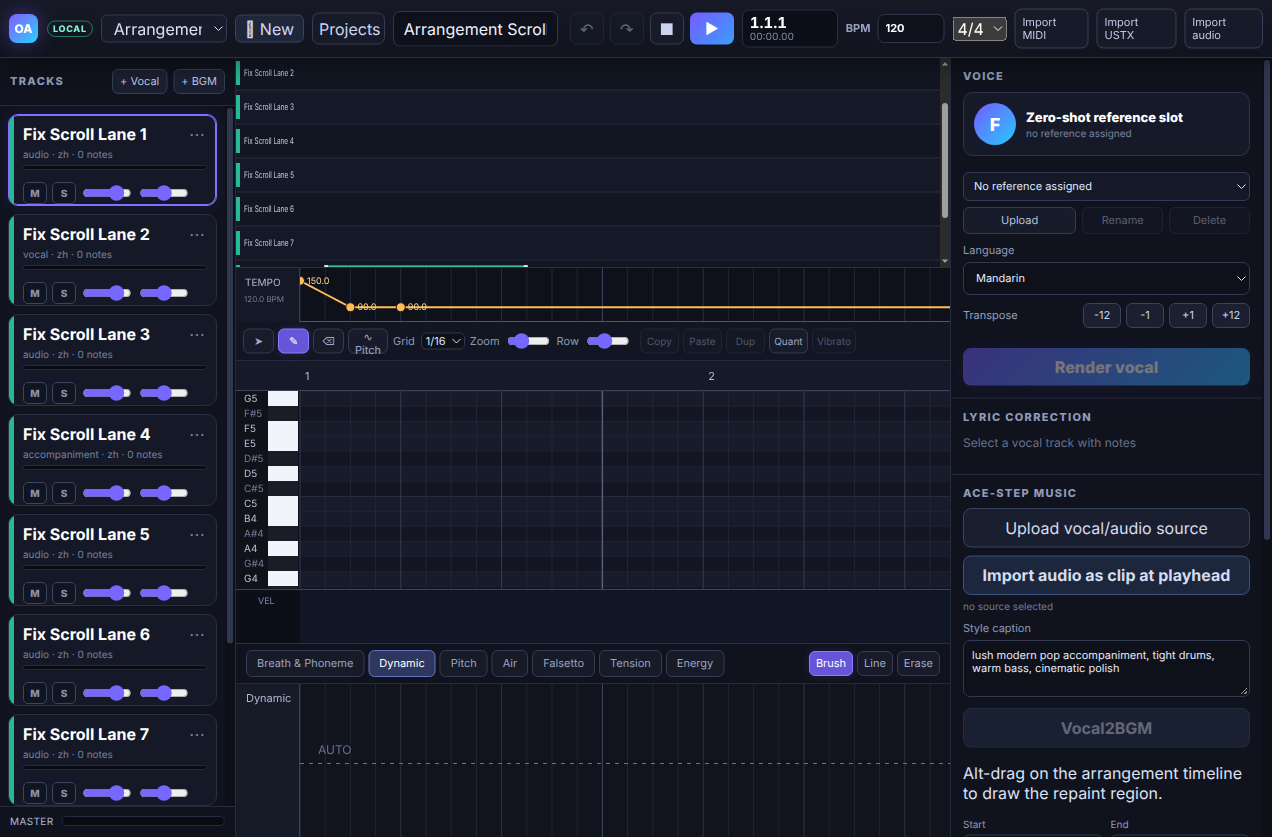 OA LOCAL Arrangemer New Projects Arrangement Scrol 1.1.1 BPM 120 4/4 Import MIDI Import USTX Import audio
00:00.00
TRACKS + Vocal + BGM
Fix Scroll Lane 1 ...
audio · zh · 0 notes
M S
Fix Scroll Lane 2 ...
vocal · zh · 0 notes
M S
Fix Scroll Lane 3 ...
audio · zh · 0 notes
M S
Fix Scroll Lane 4 ...
accompaniment · zh · 0 notes
M S
Fix Scroll Lane 5 ...
audio · zh · 0 notes
M S
Fix Scroll Lane 6 ...
audio · zh · 0 notes
M S
Fix Scroll Lane 7 ...
audio · zh · 0 notes
M S
MASTER
Fix Scroll Lane 2
Fix Scroll Lane 3
Fix Scroll Lane 4
Fix Scroll Lane 5
Fix Scroll Lane 6
Fix Scroll Lane 7
TEMPO 150.0
120.0 BPM 90.0 90.0
Pitch Grid 1/16 Zoom Row Copy Paste Dup Quant Vibrato
1 2
G5
F#5
F5
E5
D#5
D5
C#5
C5
B4
A#4
A4
G#4
G4
VEL
Breath & Phoneme Dynamic Pitch Air Falsetto Tension Energy Brush Line Erase
Dynamic
AUTO
VOICE
F Zero-shot reference slot
no reference assigned
No reference assigned
Upload Rename Delete
Language
Mandarin
Transpose -12 -1 +1 +12
Render vocal
LYRIC CORRECTION
Select a vocal track with notes
ACE-STEP MUSIC
Upload vocal/audio source
Import audio as clip at playhead
no source selected
Style caption
lush modern pop accompaniment, tight drums,
warm bass, cinematic polish
Vocal2BGM
Alt-drag on the arrangement timeline
to draw the repaint region.
Start End